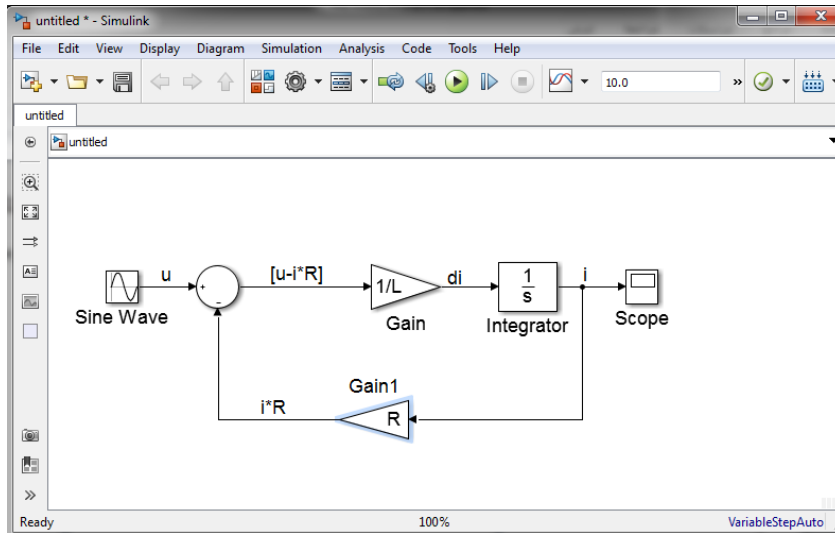 untitled * - Simulink
File Edit View Display Diagram Simulation Analysis Code Tools Help
10.0 »
untitled
untitled
u
[u-i*R]
1/L
di
1
s
i
+
-
Sine Wave
Gain
Integrator
Scope
Gain1
i*R
R
Ready 100% VariableStepAuto